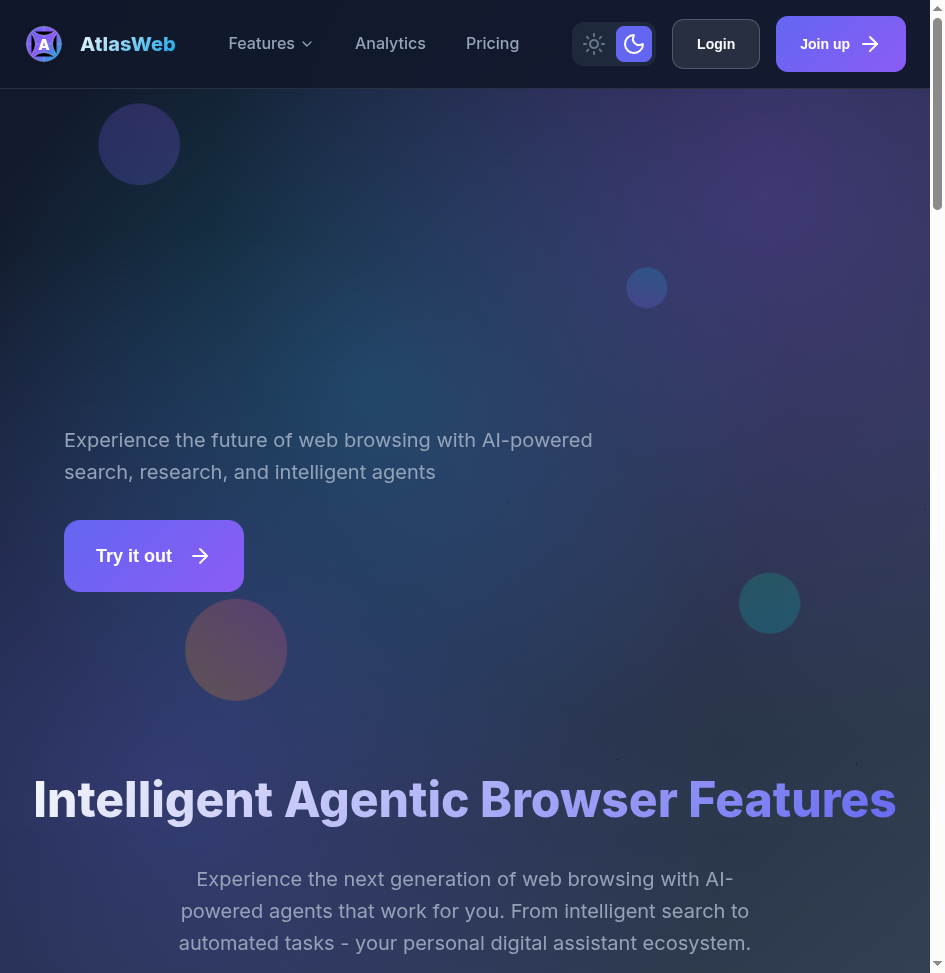 A AtlasWeb Features Analytics Pricing Login Join up
Experience the future of web browsing with AI-powered
search, research, and intelligent agents
Try it out
Intelligent Agentic Browser Features
Experience the next generation of web browsing with AI-
powered agents that work for you. From intelligent search to
automated tasks - your personal digital assistant ecosystem.